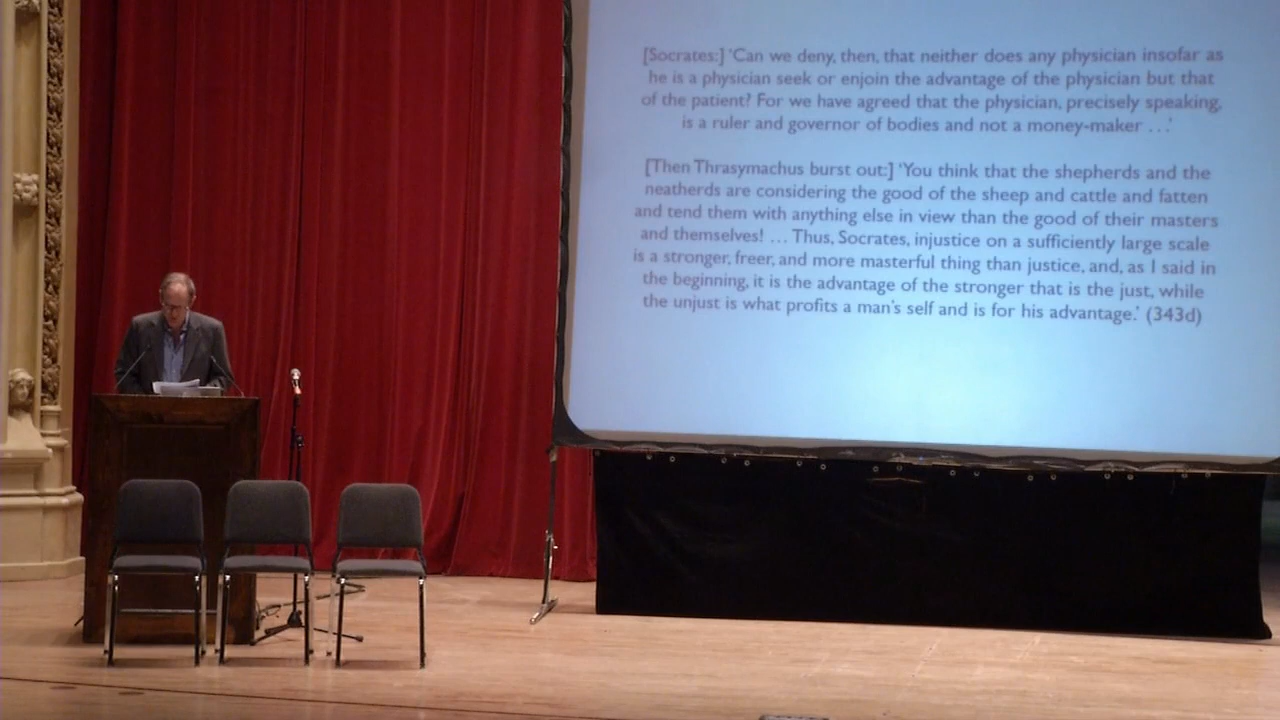 [Socrates:] ‘Can we deny, then, that neither does any physician insofar as
he is a physician seek or enjoin the advantage of the physician but that
of the patient? For we have agreed that the physician, precisely speaking,
is a ruler and governor of bodies and not a money-maker . . .’
[Then Thrasymachus burst out:] ‘You think that the shepherds and the
neatherds are considering the good of the sheep and cattle and fatten
and tend them with anything else in view than the good of their masters
and themselves! … Thus, Socrates, injustice on a sufficiently large scale
is a stronger, freer, and more masterful thing than justice, and, as I said in
the beginning, it is the advantage of the stronger that is the just, while
the unjust is what profits a man’s self and is for his advantage.’ (343d)